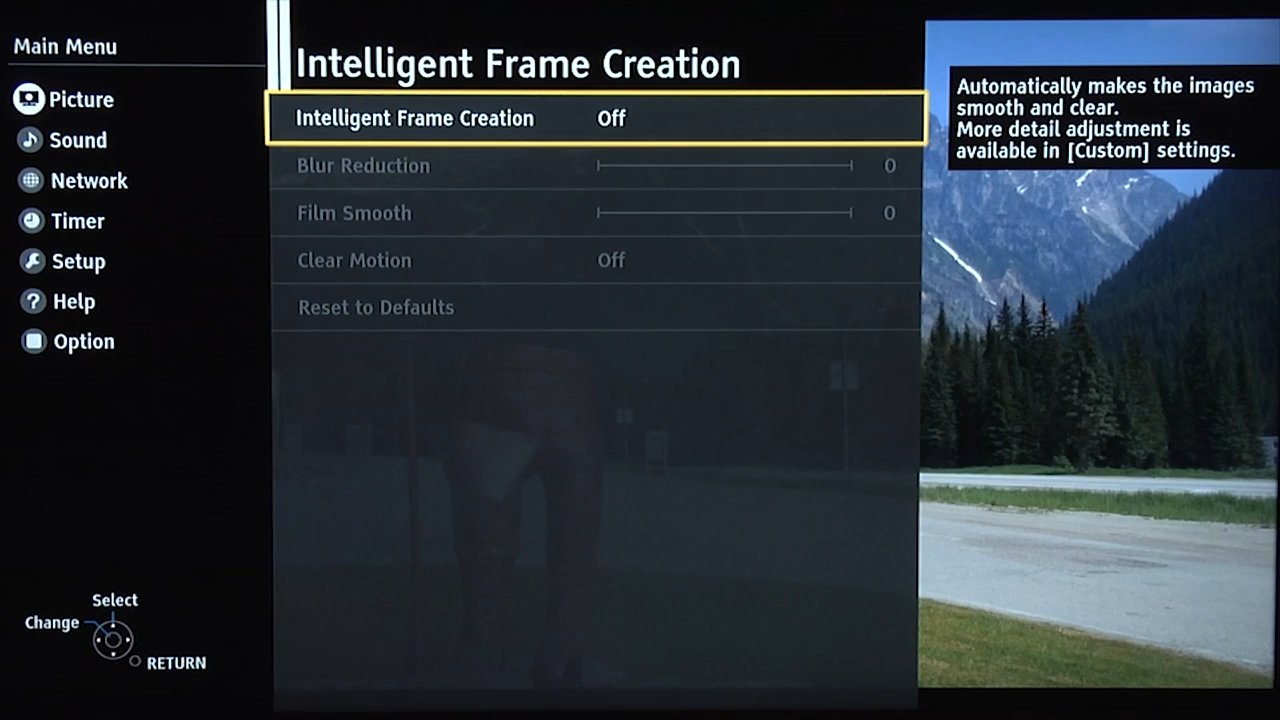 Main Menu
Picture
Sound
Network
Timer
Setup
Help
Option
Select
Change
RETURN
Intelligent Frame Creation
Intelligent Frame Creation Off
Blur Reduction 0
Film Smooth 0
Clear Motion Off
Reset to Defaults
Automatically makes the images
smooth and clear.
More detail adjustment is
available in [Custom] settings.